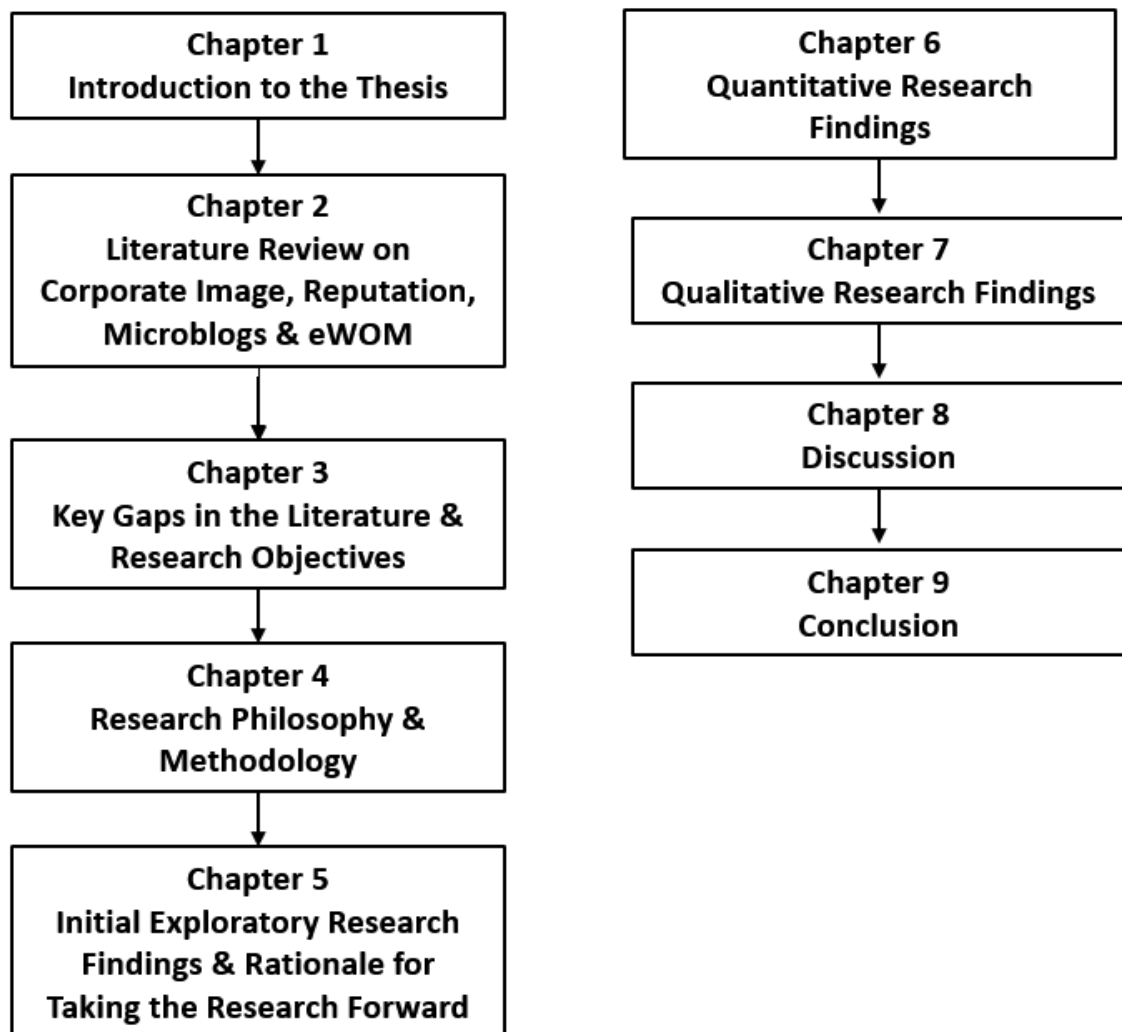 Chapter 1
Introduction to the Thesis
Chapter 2
Literature Review on
Corporate Image, Reputation,
Microblogs & eWOM
Chapter 3
Key Gaps in the Literature &
Research Objectives
Chapter 4
Research Philosophy &
Methodology
Chapter 5
Initial Exploratory Research
Findings & Rationale for
Taking the Research Forward
Chapter 6
Quantitative Research
Findings
Chapter 7
Qualitative Research Findings
Chapter 8
Discussion
Chapter 9
Conclusion